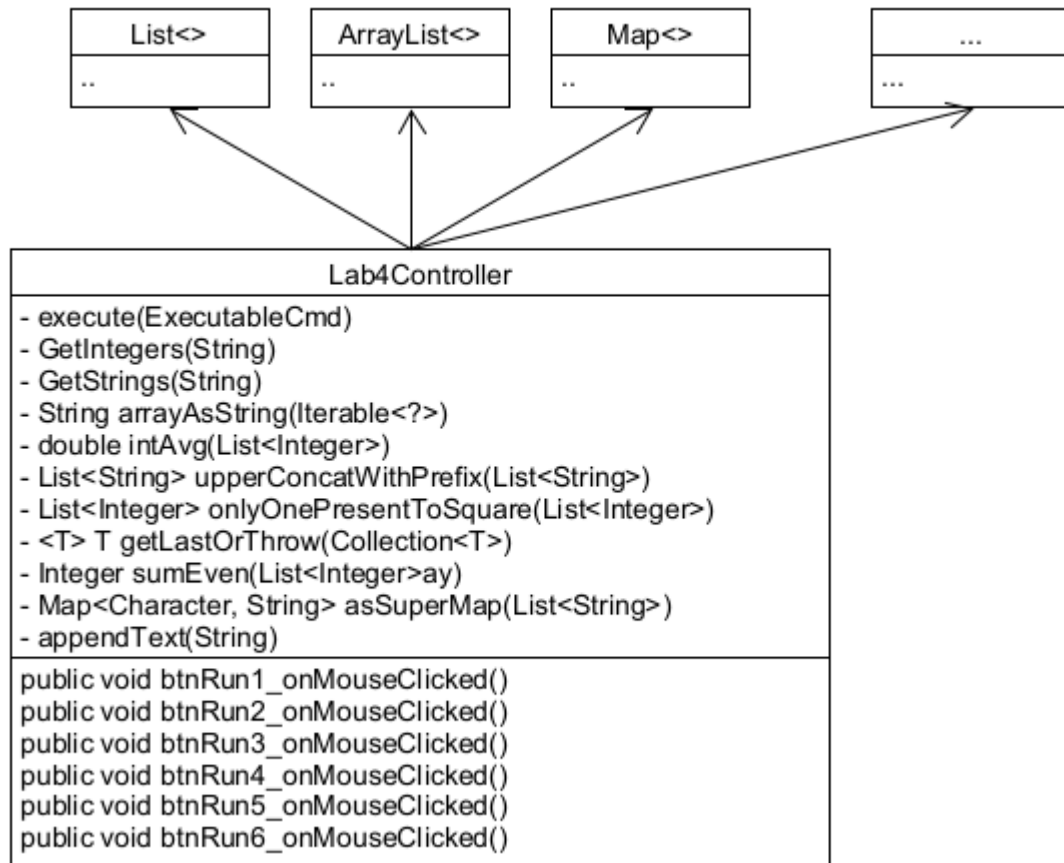 List<>
..
ArrayList<>
..
Map<>
..
...
...
Lab4Controller
- execute(ExecutableCmd)
- GetIntegers(String)
- GetStrings(String)
- String arrayAsString(Iterable<?>)
- double intAvg(List<Integer>)
- List<String> upperConcatWithPrefix(List<String>)
- List<Integer> onlyOnePresentToSquare(List<Integer>)
- <T> T getLastOrThrow(Collection<T>)
- Integer sumEven(List<Integer>ay)
- Map<Character, String> asSuperMap(List<String>)
- appendText(String)
public void btnRun1_onMouseClicked()
public void btnRun2_onMouseClicked()
public void btnRun3_onMouseClicked()
public void btnRun4_onMouseClicked()
public void btnRun5_onMouseClicked()
public void btnRun6_onMouseClicked()